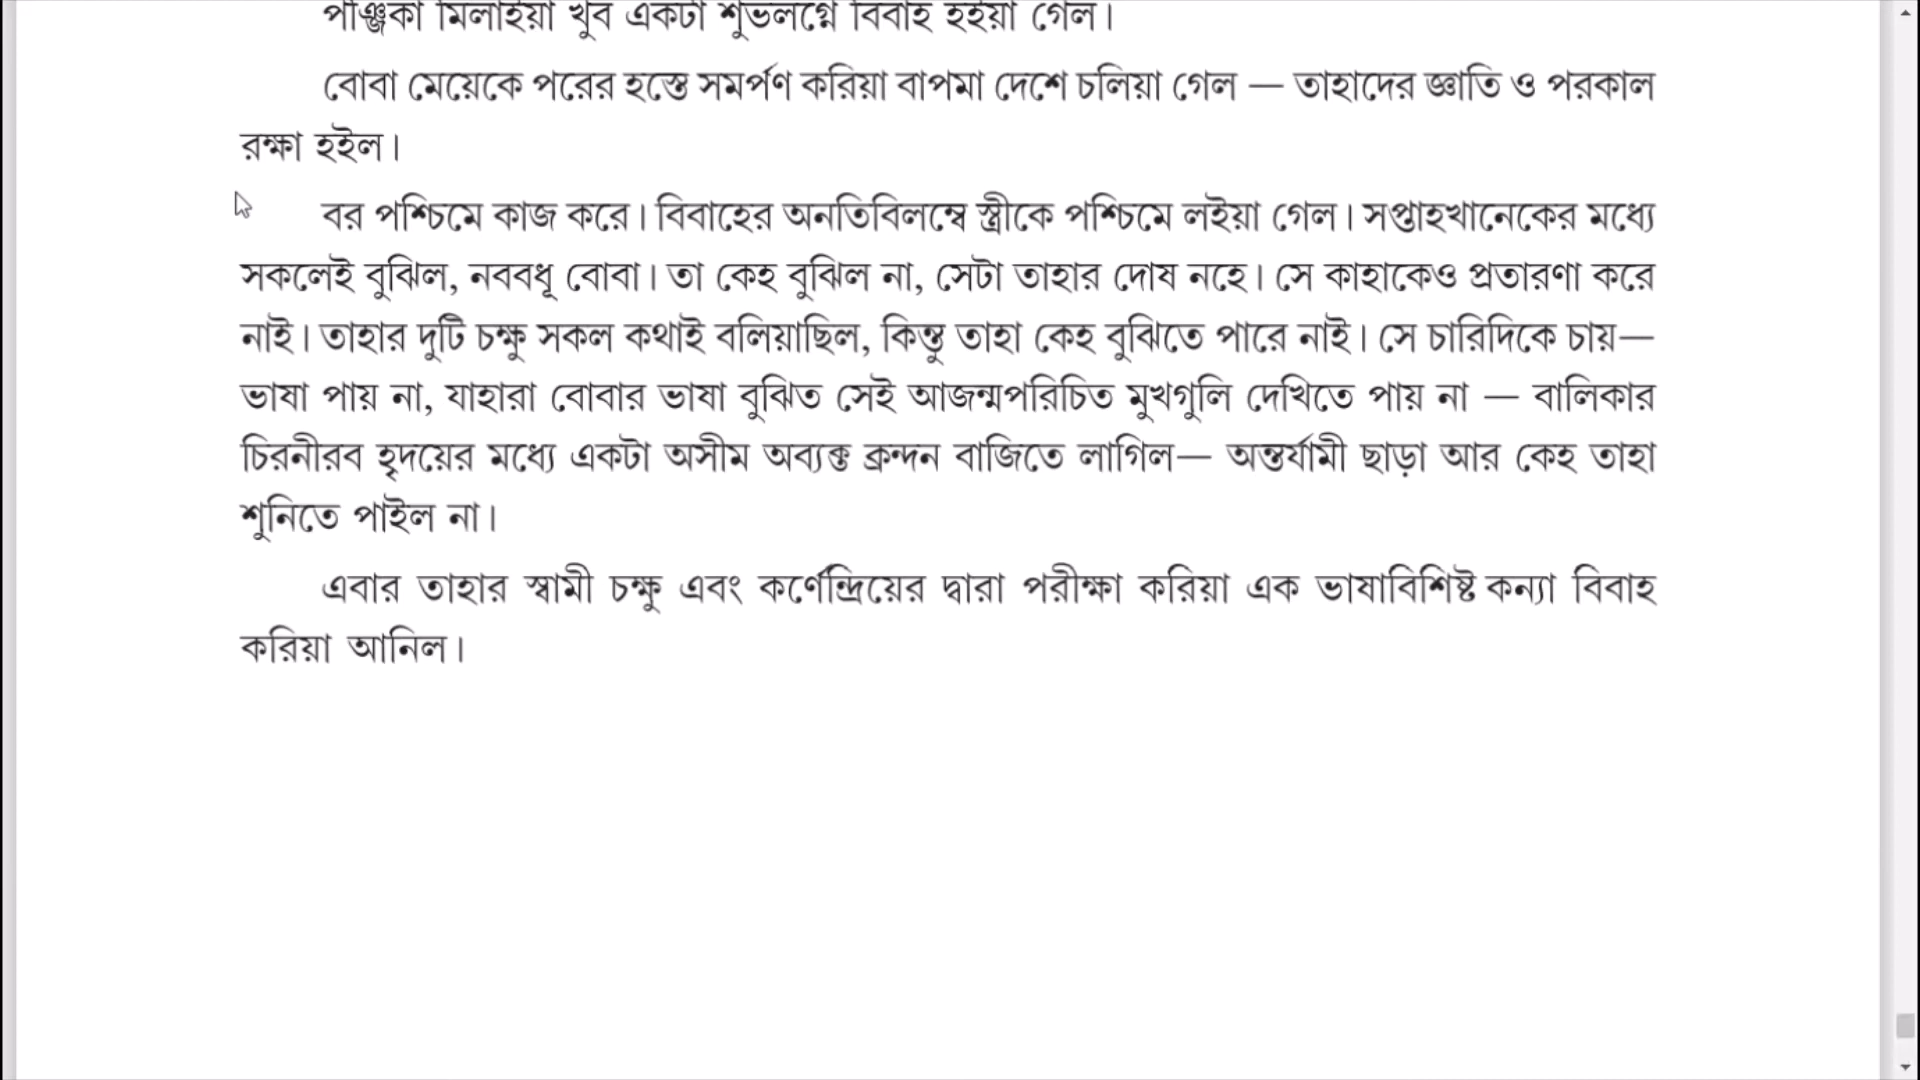 পঞ্জিকা মিলাইয়া খুব একটা শুভলগ্নে বিবাহ হইয়া গেল।
বোবা মেয়েকে পরের হস্তে সমর্পণ করিয়া বাপমা দেশে চলিয়া গেল — তাহাদের জ্ঞাতি ও পরকাল
রক্ষা হইল।
বর পশ্চিমে কাজ করে। বিবাহের অনতিবিলম্বে স্ত্রীকে পশ্চিমে লইয়া গেল। সপ্তাহখানেকের মধ্যে
সকলেই বুঝিল, নববধূ বোবা। তা কেহ বুঝিল না, সেটা তাহার দোষ নহে। সে কাহাকেও প্রতারণা করে
নাই। তাহার দুটি চক্ষু সকল কথাই বলিয়াছিল, কিন্তু তাহা কেহ বুঝিতে পারে নাই। সে চারিদিকে চায়—
ভাষা পায় না, যাহারা বোবার ভাষা বুঝিত সেই আজন্মপরিচিত মুখগুলি দেখিতে পায় না — বালিকার
চিরনীরব হৃদয়ের মধ্যে একটা অসীম অব্যক্ত ক্রন্দন বাজিতে লাগিল— অন্তর্যামী ছাড়া আর কেহ তাহা
শুনিতে পাইল না।
এবার তাহার স্বামী চক্ষু এবং কর্ণেন্দ্রিয়ের দ্বারা পরীক্ষা করিয়া এক ভাষাবিশিষ্ট কন্যা বিবাহ
করিয়া আনিল।